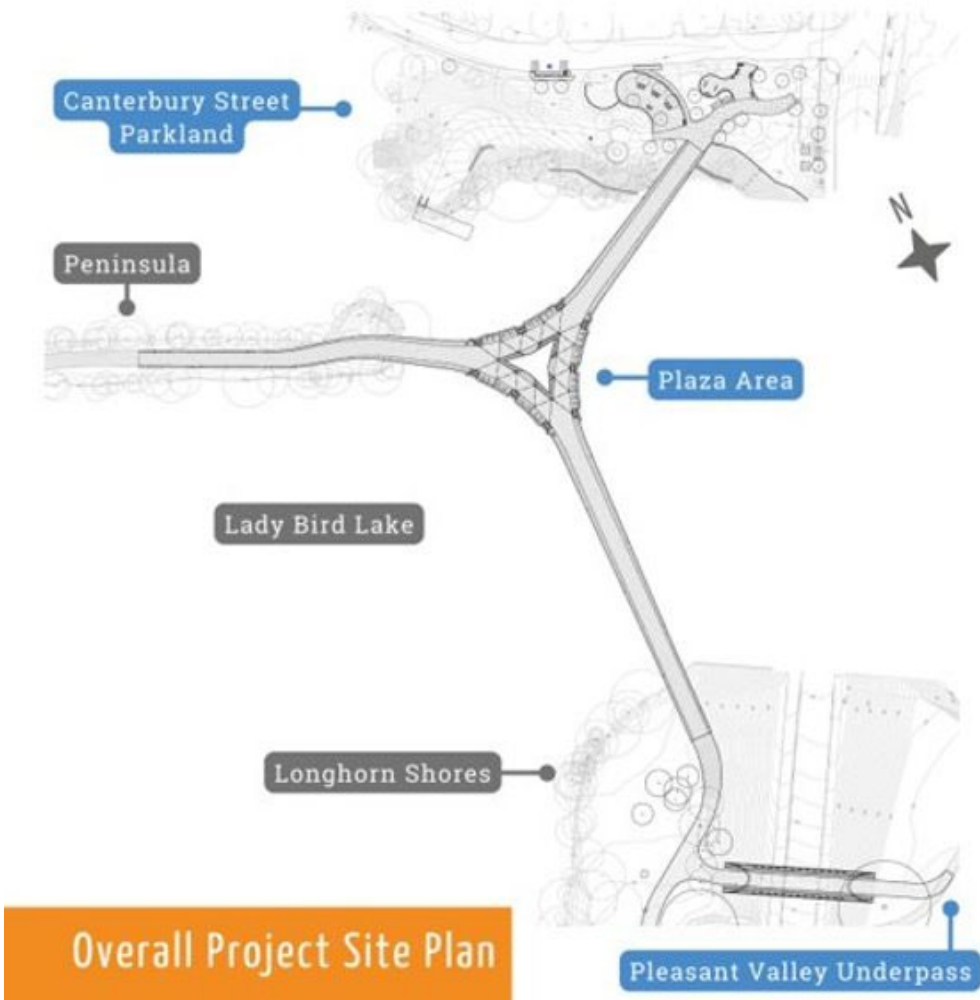 Canterbury Street
Parkland
N
Peninsula
Plaza Area
Lady Bird Lake
Longhorn Shores
Overall Project Site Plan
Pleasant Valley Underpass